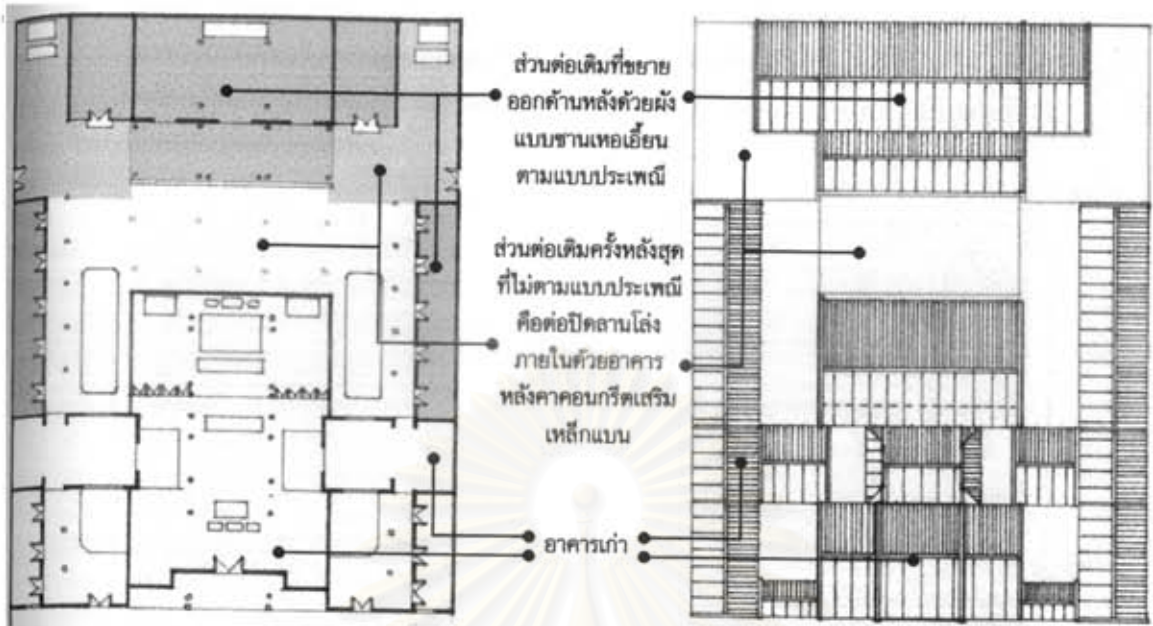 ส่วนต่อเติมที่ขยาย
ออกด้านหลังด้วยผัง
แบบซานเหอเอี้ยน
ตามแบบประเพณี
ส่วนต่อเติมครั้งหลังสุด
ที่ไม่ตามแบบประเพณี
คือต่อปิดลานโล่ง
ภายในด้วยอาคาร
หลังคาคอนกรีตเสริม
เหล็กแบน
อาคารเก่า